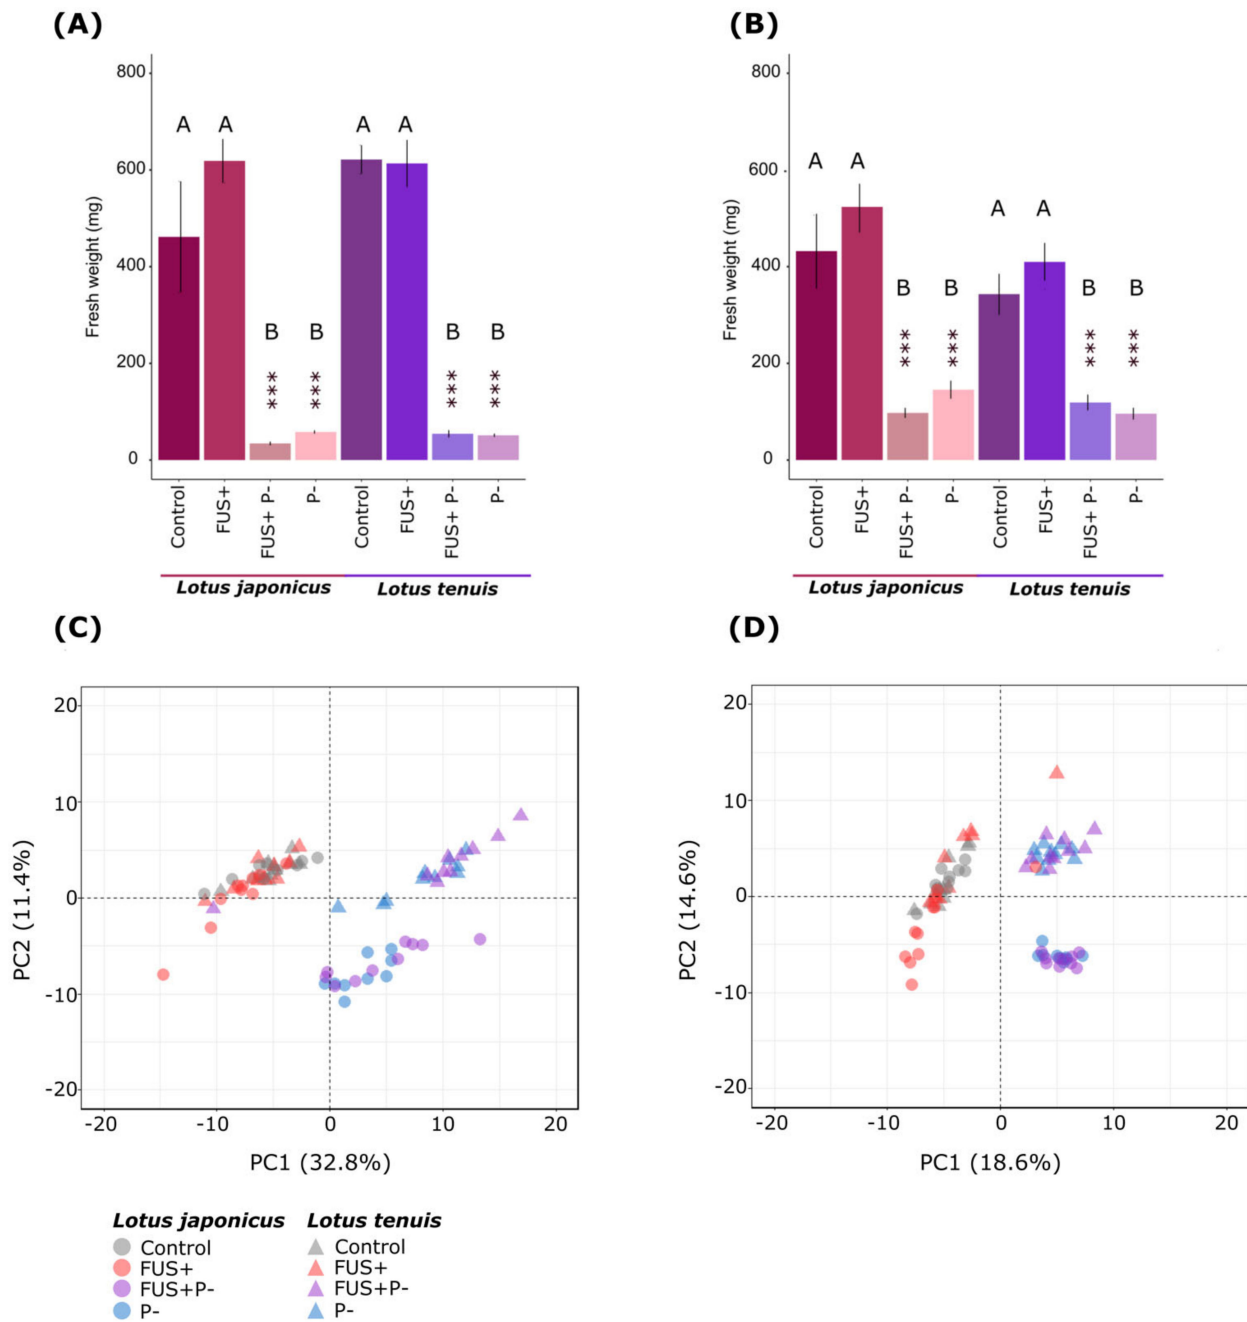 (A)
(B)
800
600
400
200
0
Fresh weight (mg)
A A A A
B B B B
*** *** *** ***
Control FUS+ FUS+ P- P- Control FUS+ FUS+ P- P-
Lotus japonicus Lotus tenuis
800
600
400
200
0
Fresh weight (mg)
A A A A
B B B B
*** *** *** ***
Control FUS+ FUS+ P- P- Control FUS+ FUS+ P- P-
Lotus japonicus Lotus tenuis
(C)
(D)
20
10
0
-10
-20
PC2 (11.4%)
-20 -10 0 10 20
PC1 (32.8%)
20
10
0
-10
-20
PC2 (14.6%)
-20 -10 0 10 20
PC1 (18.6%)
Lotus japonicus Lotus tenuis
Control Control
FUS+ FUS+
FUS+P- FUS+P-
P- P-